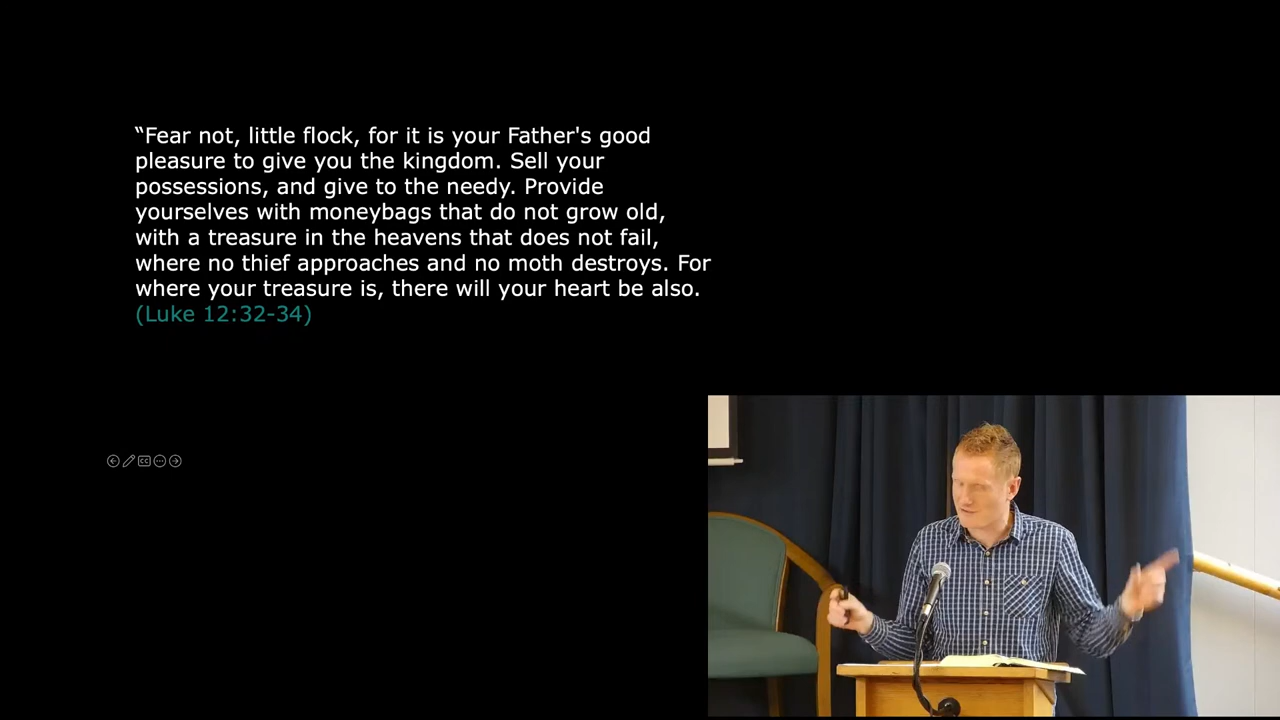 “Fear not, little flock, for it is your Father's good
pleasure to give you the kingdom. Sell your
possessions, and give to the needy. Provide
yourselves with moneybags that do not grow old,
with a treasure in the heavens that does not fail,
where no thief approaches and no moth destroys. For
where your treasure is, there will your heart be also.
(Luke 12:32-34)
CC